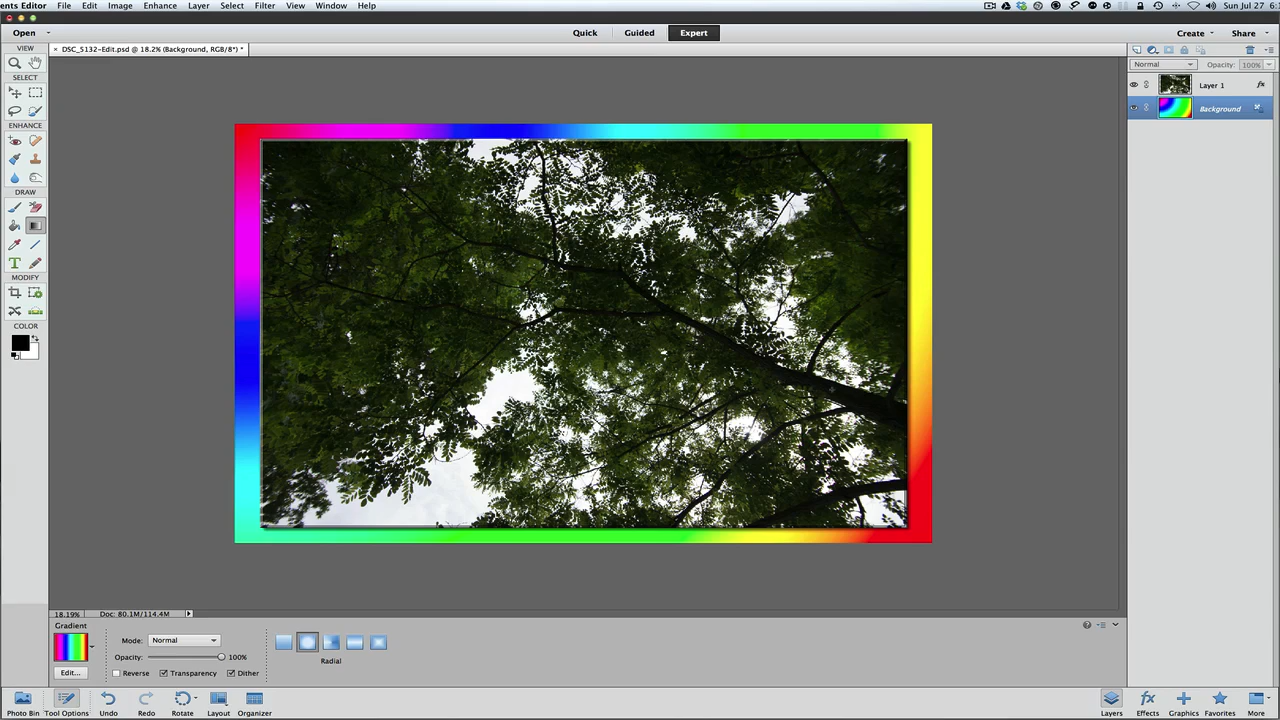 ents Editor File Edit Image Enhance Layer Select Filter View Window Help Sun Jul 27 6:
Open Quick Guided Expert Create Share
VIEW × DSC_5132-Edit.psd @ 18.2% (Background, RGB/8*) *
SELECT
ENHANCE
DRAW
T
MODIFY
COLOR
Normal Opacity: 100%
Layer 1 fx
Background
18.19% Doc: 80.1M/114.4M
Gradient
Mode: Normal
Opacity: 100%
Radial
Edit... Reverse Transparency Dither
Photo Bin Tool Options Undo Redo Rotate Layout Organizer fx Layers Effects Graphics Favorites More